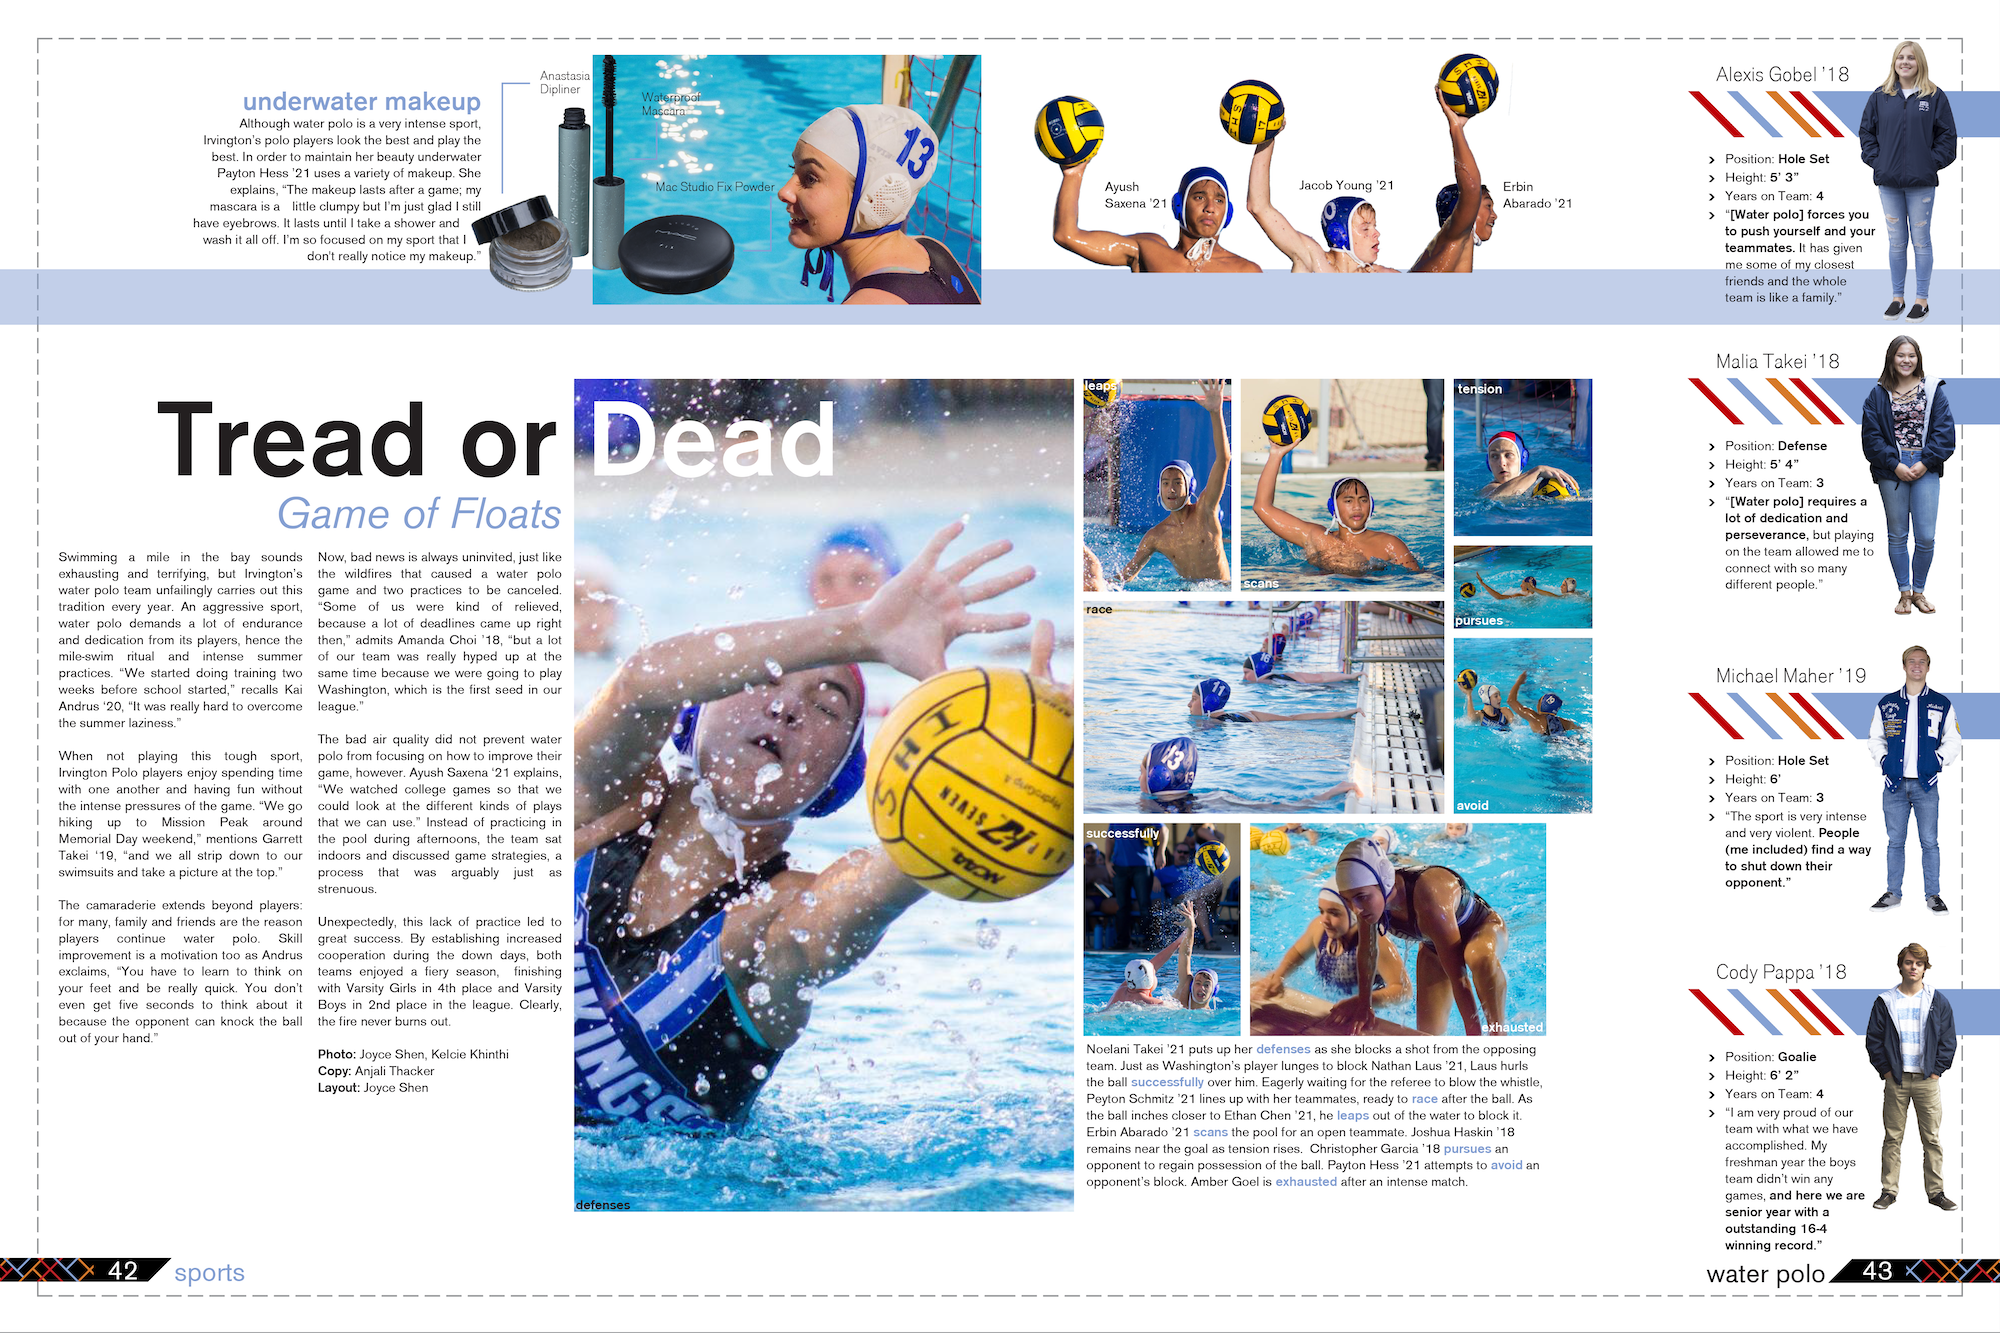 underwater makeup
Although water polo is a very intense sport,
Irvington's polo players look the best and play the
best. In order to maintain her beauty underwater
Payton Hess '21 uses a variety of makeup. She
explains, "The makeup lasts after a game; my
mascara is a little clumpy but I'm just glad I still
have eyebrows. It lasts until I take a shower and
wash it all off. I'm so focused on my sport that I
don't really notice my makeup."
Anastasia
Dipliner
Waterproof
Mascara
Mac Studio Fix Powder
13
Ayush
Saxena '21
Jacob Young '21
Erbin
Abarado '21
Tread or Dead
Game of Floats
Swimming a mile in the bay sounds
exhausting and terrifying, but Irvington's
water polo team unfailingly carries out this
tradition every year. An aggressive sport,
water polo demands a lot of endurance
and dedication from its players, hence the
mile-swim ritual and intense summer
practices. "We started doing training two
weeks before school started," recalls Kai
Andrus '20, "It was really hard to overcome
the summer laziness."
When not playing this tough sport,
Irvington Polo players enjoy spending time
with one another and having fun without
the intense pressures of the game. "We go
hiking up to Mission Peak around
Memorial Day weekend," mentions Garrett
Takei '19, "and we all strip down to our
swimsuits and take a picture at the top."
The camaraderie extends beyond players:
for many, family and friends are the reason
players continue water polo. Skill
improvement is a motivation too as Andrus
exclaims, "You have to learn to think on
your feet and be really quick. You don't
even get five seconds to think about it
because the opponent can knock the ball
out of your hand."
Now, bad news is always uninvited, just like
the wildfires that caused a water polo
game and two practices to be canceled.
"Some of us were kind of relieved,
because a lot of deadlines came up right
then," admits Amanda Choi '18, "but a lot
of our team was really hyped up at the
same time because we were going to play
Washington, which is the first seed in our
league."
The bad air quality did not prevent water
polo from focusing on how to improve their
game, however. Ayush Saxena '21 explains,
"We watched college games so that we
could look at the different kinds of plays
that we can use." Instead of practicing in
the pool during afternoons, the team sat
indoors and discussed game strategies, a
process that was arguably just as
strenuous.
Unexpectedly, this lack of practice led to
great success. By establishing increased
cooperation during the down days, both
teams enjoyed a fiery season, finishing
with Varsity Girls in 4th place and Varsity
Boys in 2nd place in the league. Clearly,
the fire never burns out.
Photo: Joyce Shen, Kelcie Khinthi
Copy: Anjali Thacker
Layout: Joyce Shen
IHS
NCAA
defenses
leaps
scans
tension
pursues
race
11
13
avoid
successfully
exhausted
Noelani Takei '21 puts up her defenses as she blocks a shot from the opposing
team. Just as Washington's player lunges to block Nathan Laus '21, Laus hurls
the ball successfully over him. Eagerly waiting for the referee to blow the whistle,
Peyton Schmitz '21 lines up with her teammates, ready to race after the ball. As
the ball inches closer to Ethan Chen '21, he leaps out of the water to block it.
Erbin Abarado '21 scans the pool for an open teammate. Joshua Haskin '18
remains near the goal as tension rises. Christopher Garcia '18 pursues an
opponent to regain possession of the ball. Payton Hess '21 attempts to avoid an
opponent's block. Amber Goel is exhausted after an intense match.
Alexis Gobel '18
Position: Hole Set
Height: 5' 3"
Years on Team: 4
"[Water polo] forces you
to push yourself and your
teammates. It has given
me some of my closest
friends and the whole
team is like a family."
Malia Takei '18
Position: Defense
Height: 5' 4"
Years on Team: 3
"[Water polo] requires a
lot of dedication and
perseverance, but playing
on the team allowed me to
connect with so many
different people."
Michael Maher '19
Position: Hole Set
Height: 6'
Years on Team: 3
"The sport is very intense
and very violent. People
(me included) find a way
to shut down their
opponent."
Cody Pappa '18
Position: Goalie
Height: 6' 2"
Years on Team: 4
"I am very proud of our
team with what we have
accomplished. My
freshman year the boys
team didn't win any
games, and here we are
senior year with a
outstanding 16-4
winning record."
42 sports
water polo 43